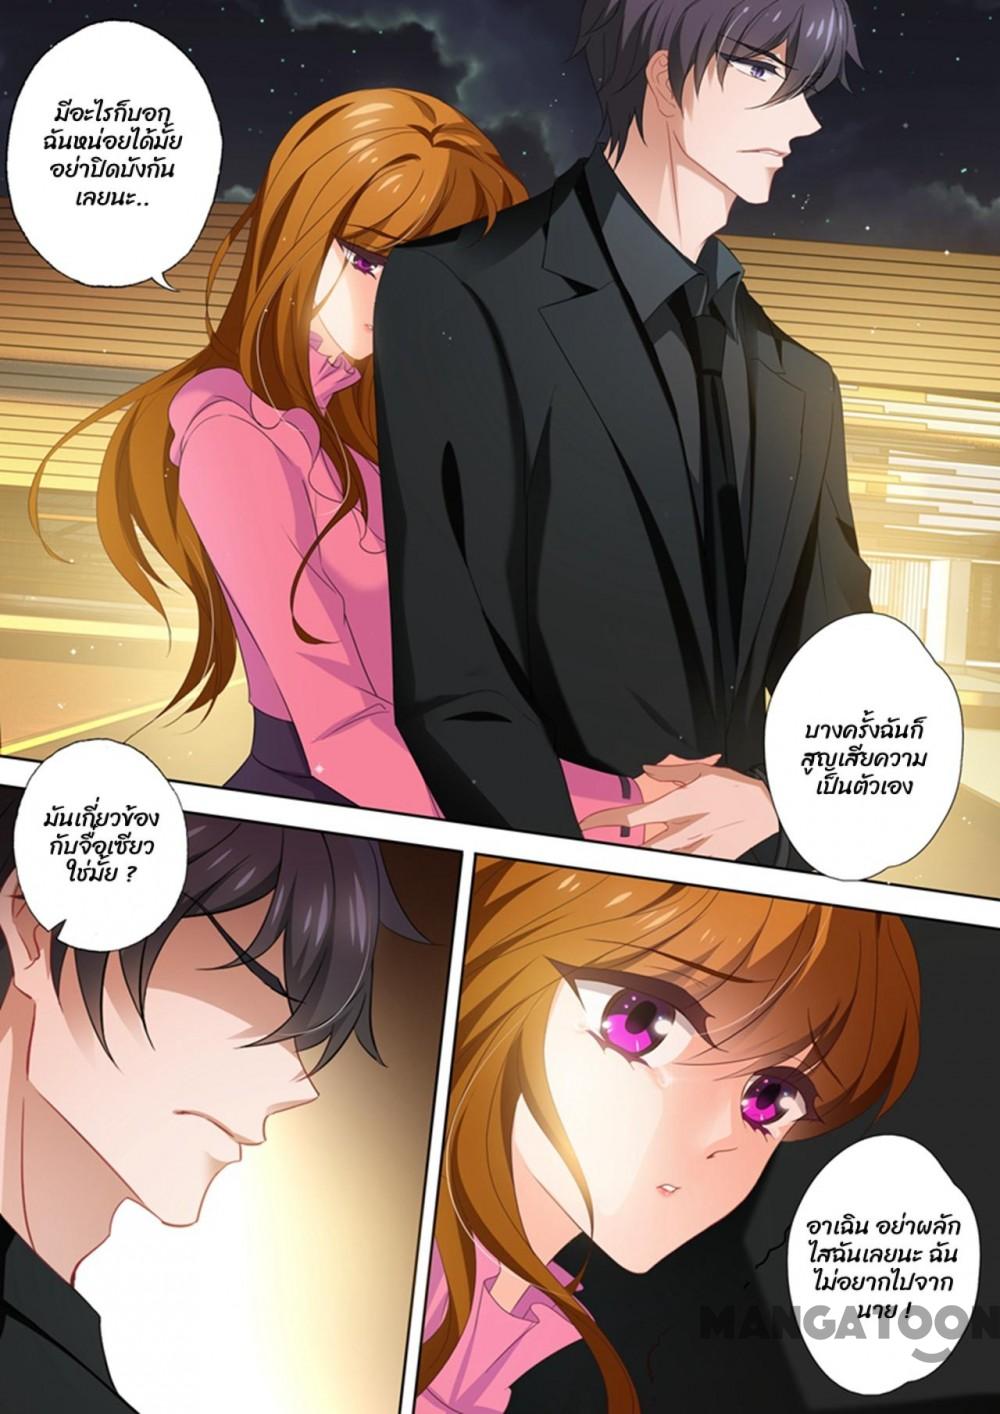 มีอะไรก็บอก
ฉันหน่อยได้มั้ย
อย่าปิดบังกัน
เลยนะ..
บางครั้งฉันก็
สูญเสียความ
เป็นตัวเอง
มันเกี่ยวข้อง
กับจื่อเซียว
ใช่มั้ย ?
อาเฉิน อย่าผลัก
ไสฉันเลยนะ ฉัน
ไม่อยากไปจาก
นาย !
MANGATOON